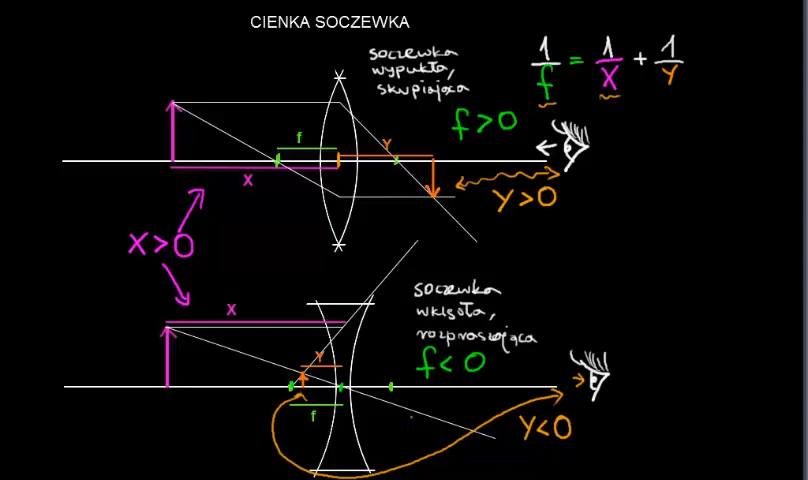 CIENKA SOCZEWKA
soczewka
wypukła,
skupiająca
1/f = 1/x + 1/y
f>0
f
Y
X
Y>0
X>0
X
soczewka
wklęsła,
rozpraszająca
f<0
Y
f
Y<0